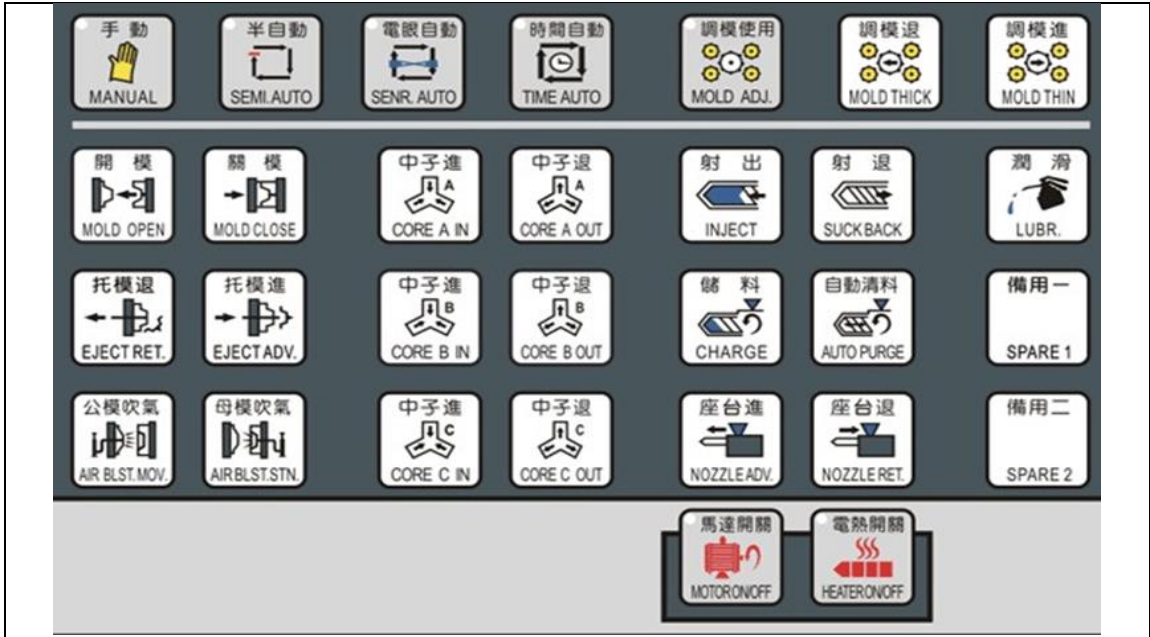 手動
MANUAL
半自動
SEMI.AUTO
電眼自動
SENR. AUTO
時間自動
TIME AUTO
調模使用
MOLD ADJ.
調模退
MOLD THICK
調模進
MOLD THIN
開 模
MOLD OPEN
關 模
MOLD CLOSE
中子進
A
CORE A IN
中子退
A
CORE A OUT
射 出
INJECT
射 退
SUCK BACK
潤 滑
LUBR.
托模退
EJECT RET.
托模進
EJECT ADV.
中子進
B
CORE B IN
中子退
B
CORE B OUT
儲 料
CHARGE
自動清料
AUTO PURGE
備用一
SPARE 1
公模吹氣
AIR BLST. MOV.
母模吹氣
AIR BLST. STN.
中子進
C
CORE C IN
中子退
C
CORE C OUT
座台進
NOZZLE ADV.
座台退
NOZZLE RET.
備用二
SPARE 2
馬達開關
MOTOR ON/OFF
電熱開關
HEATER ON/OFF